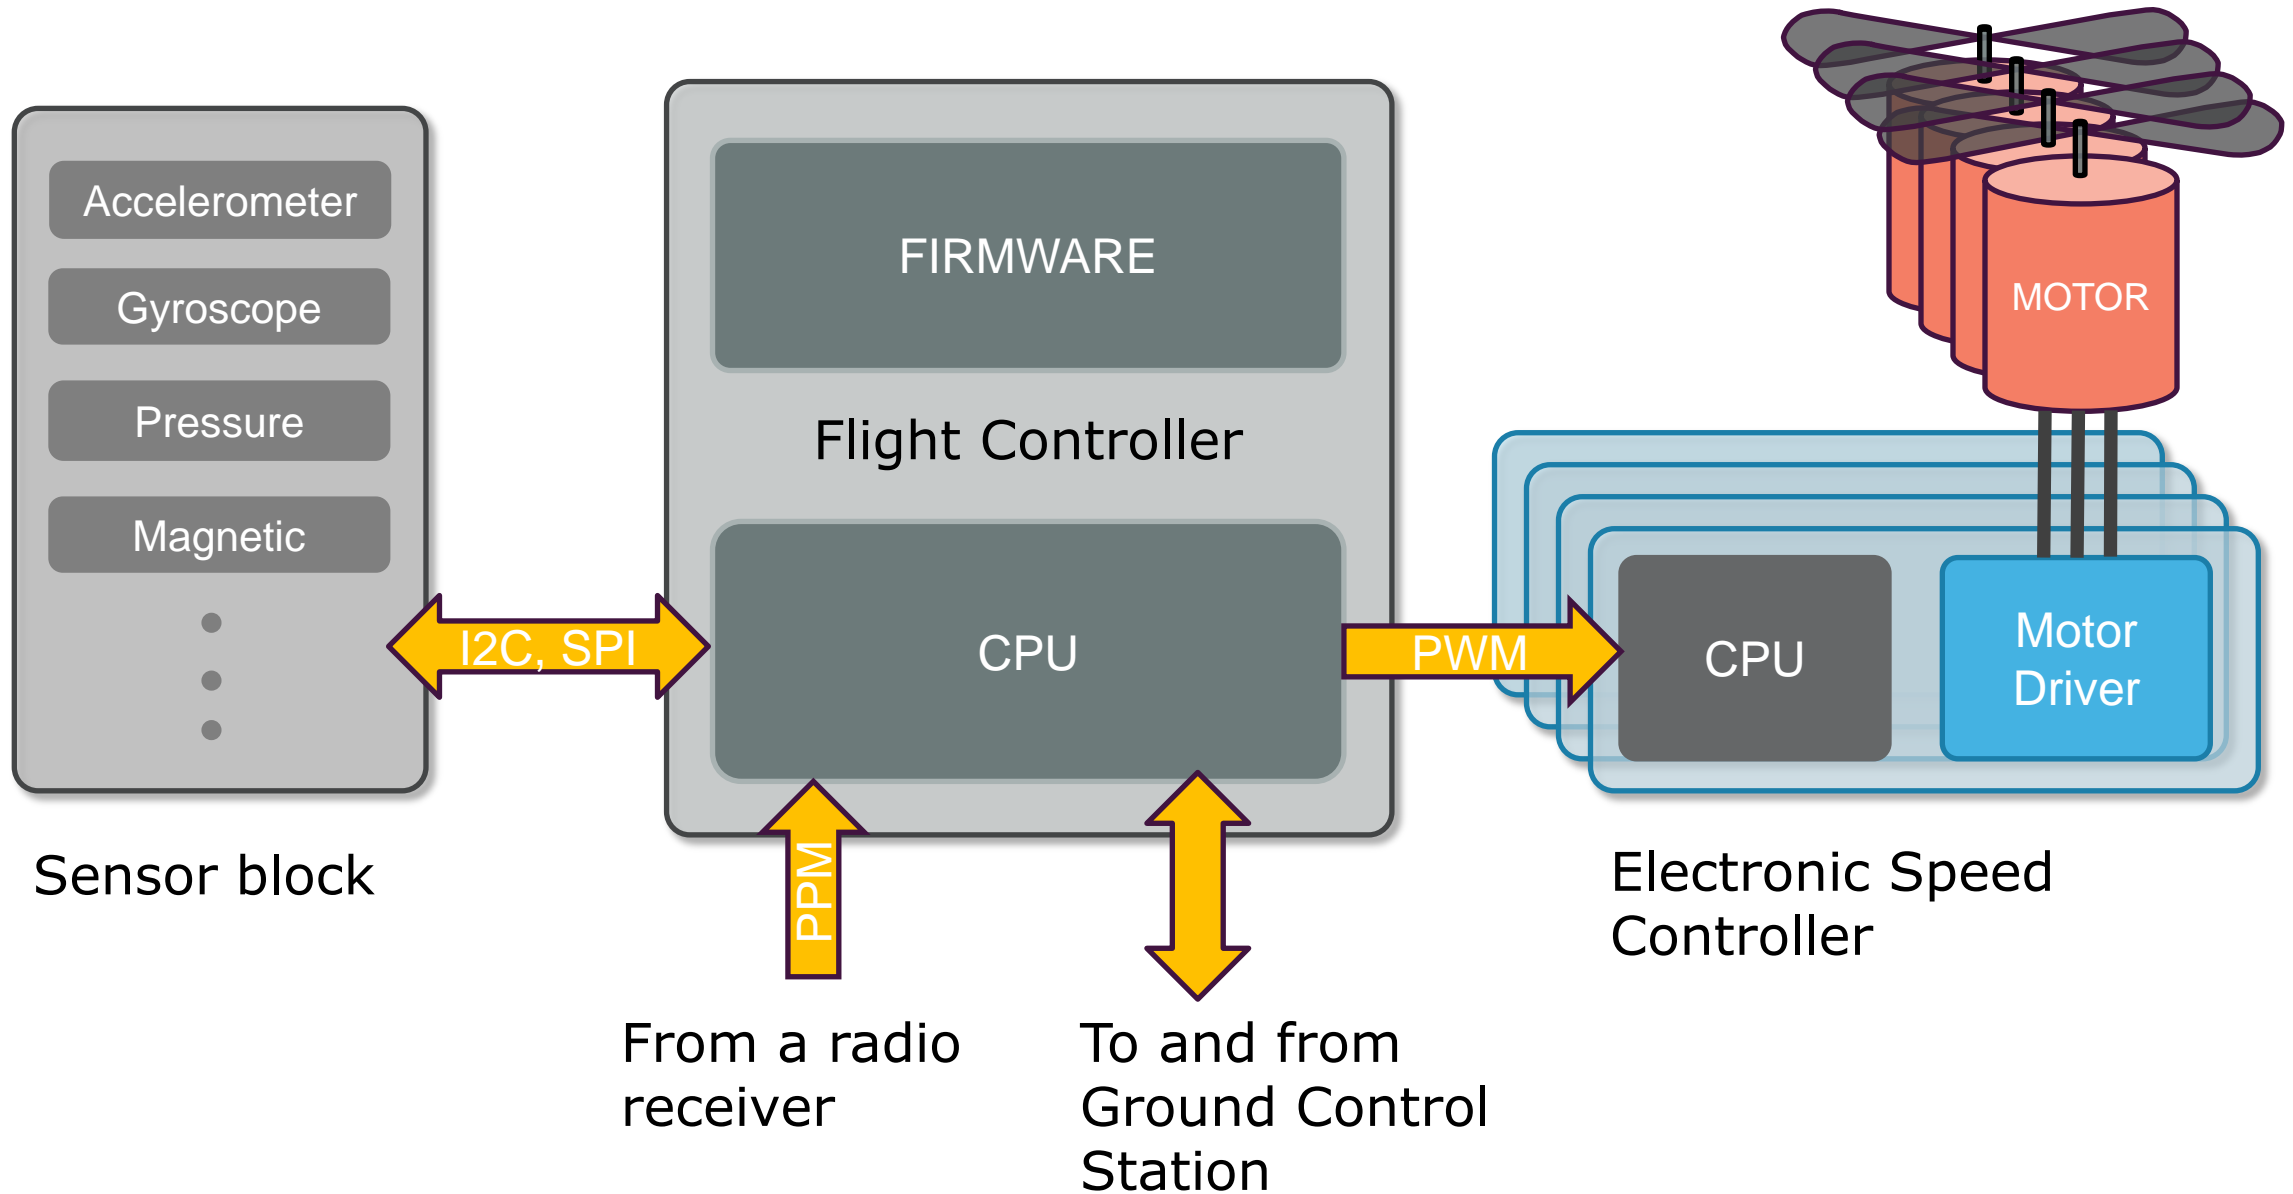 Accelerometer
Gyroscope
Pressure
Magnetic
Sensor block
I2C, SPI
FIRMWARE
Flight Controller
CPU
PPM
From a radio
receiver
To and from
Ground Control
Station
PWM
MOTOR
CPU
Motor
Driver
Electronic Speed
Controller